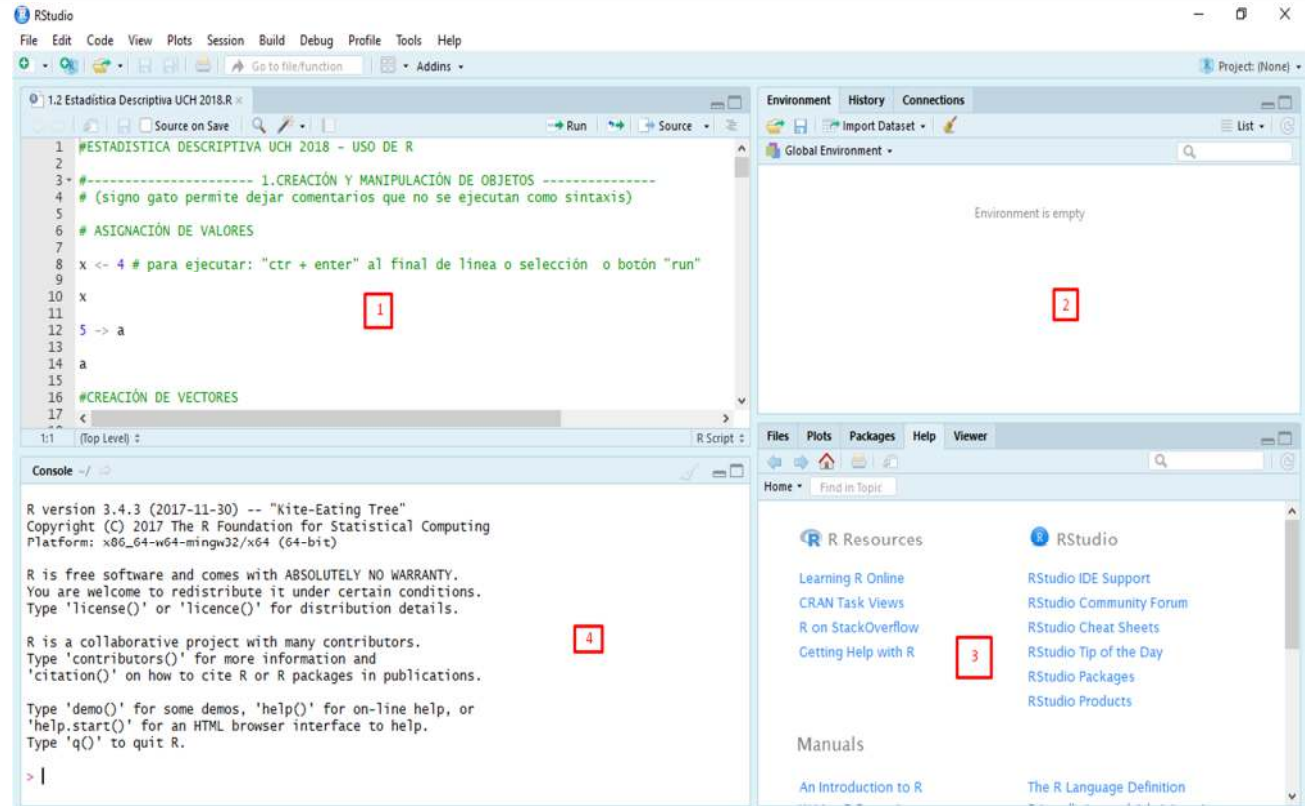 RStudio
File Edit Code View Plots Session Build Debug Profile Tools Help
Go to file/function Addins Project: (None)
1.2 Estadística Descriptiva UCH 2018.R
Source on Save Run Source
1 #ESTADISTICA DESCRIPTIVA UCH 2018 - USO DE R
2
3 #---------------------- 1.CREACIÓN Y MANIPULACIÓN DE OBJETOS ---------------
4 # (signo gato permite dejar comentarios que no se ejecutan como sintaxis)
5
6 # ASIGNACIÓN DE VALORES
7
8 x <- 4 # para ejecutar: "ctr + enter" al final de linea o selección o botón "run"
9
10 x
11
12 5 -> a
13
14 a
15
16 #CREACIÓN DE VECTORES
17
1:1 (Top Level) R Script
1
Environment History Connections
Import Dataset List
Global Environment
Environment is empty
2
Console ~/
R version 3.4.3 (2017-11-30) -- "Kite-Eating Tree"
Copyright (C) 2017 The R Foundation for Statistical Computing
Platform: x86_64-w64-mingw32/x64 (64-bit)
R is free software and comes with ABSOLUTELY NO WARRANTY.
You are welcome to redistribute it under certain conditions.
Type 'license()' or 'licence()' for distribution details.
R is a collaborative project with many contributors.
Type 'contributors()' for more information and
'citation()' on how to cite R or R packages in publications.
Type 'demo()' for some demos, 'help()' for on-line help, or
'help.start()' for an HTML browser interface to help.
Type 'q()' to quit R.
>
4
Files Plots Packages Help Viewer
Home Find in Topic
R Resources RStudio
Learning R Online RStudio IDE Support
CRAN Task Views RStudio Community Forum
R on StackOverflow RStudio Cheat Sheets
Getting Help with R RStudio Tip of the Day
RStudio Packages
RStudio Products
3
Manuals
An Introduction to R The R Language Definition